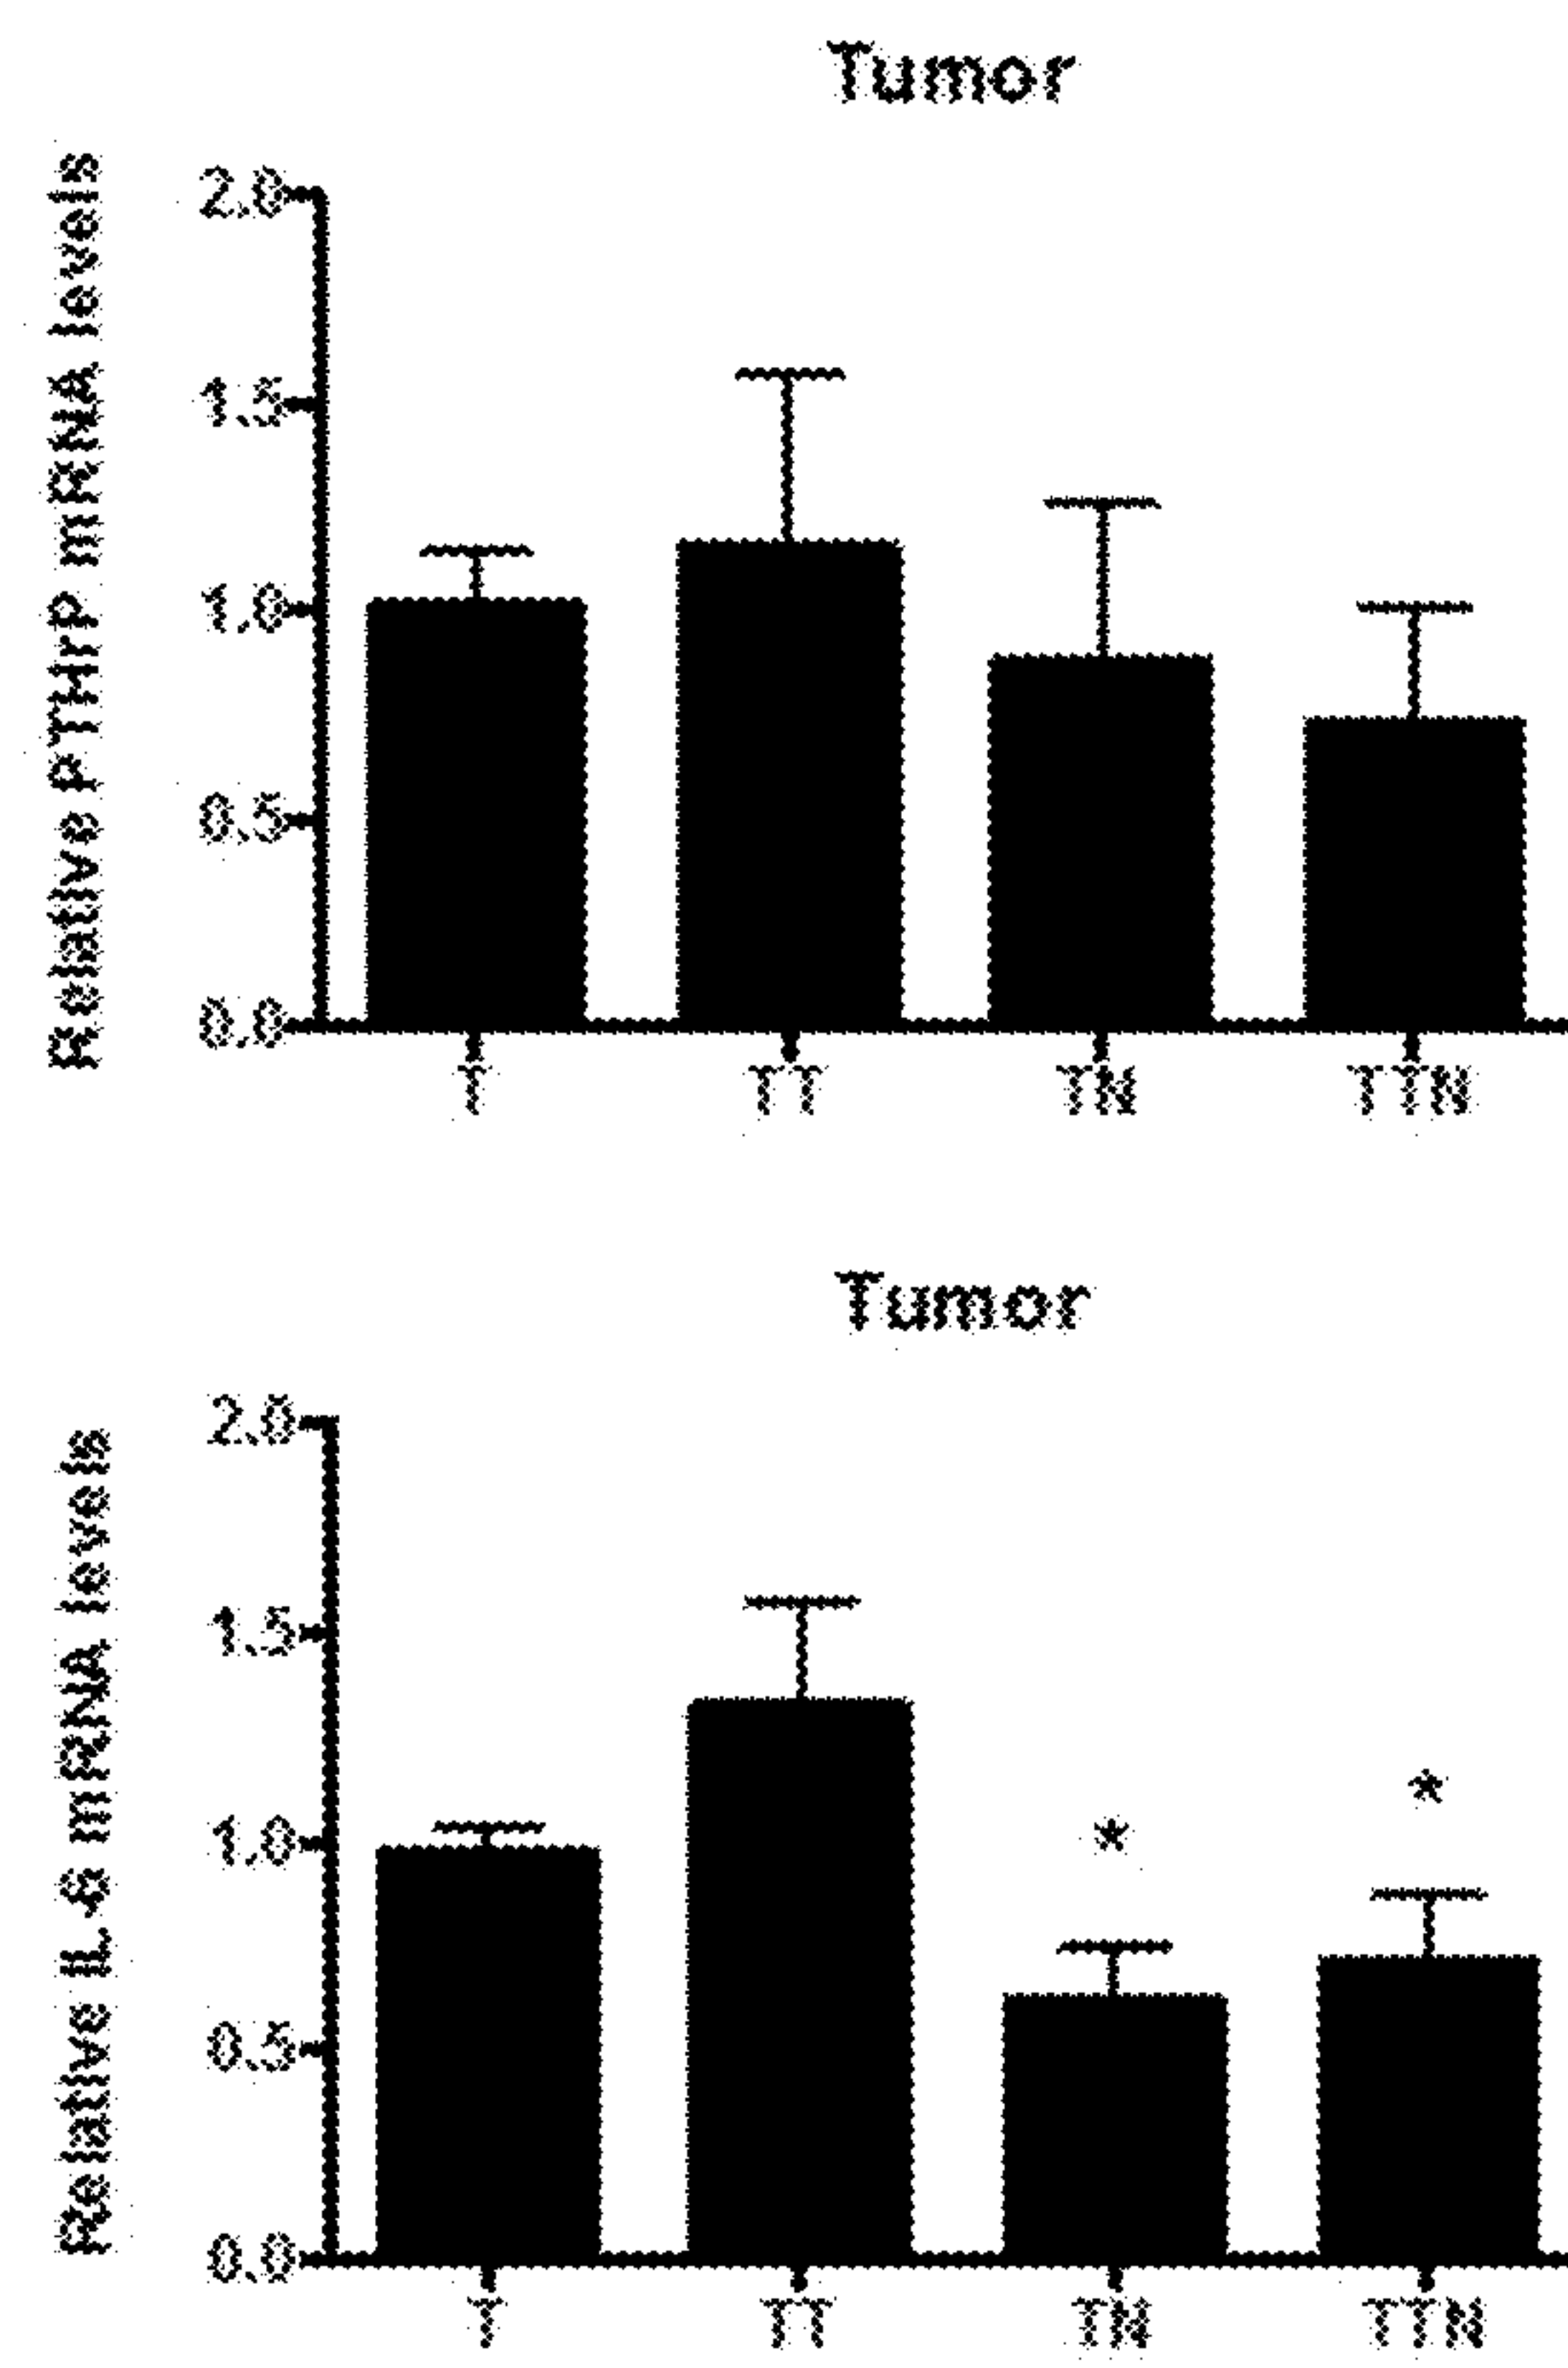 Tumor
Relative PTHrP mRNA levels
2.0
1.5
1.0
0.5
0.0
T TT TN TTN
Tumor
Relative IL-6 mRNA levels
2.0
1.5
1.0
* *
0.5
0.0
T TT TN TTN